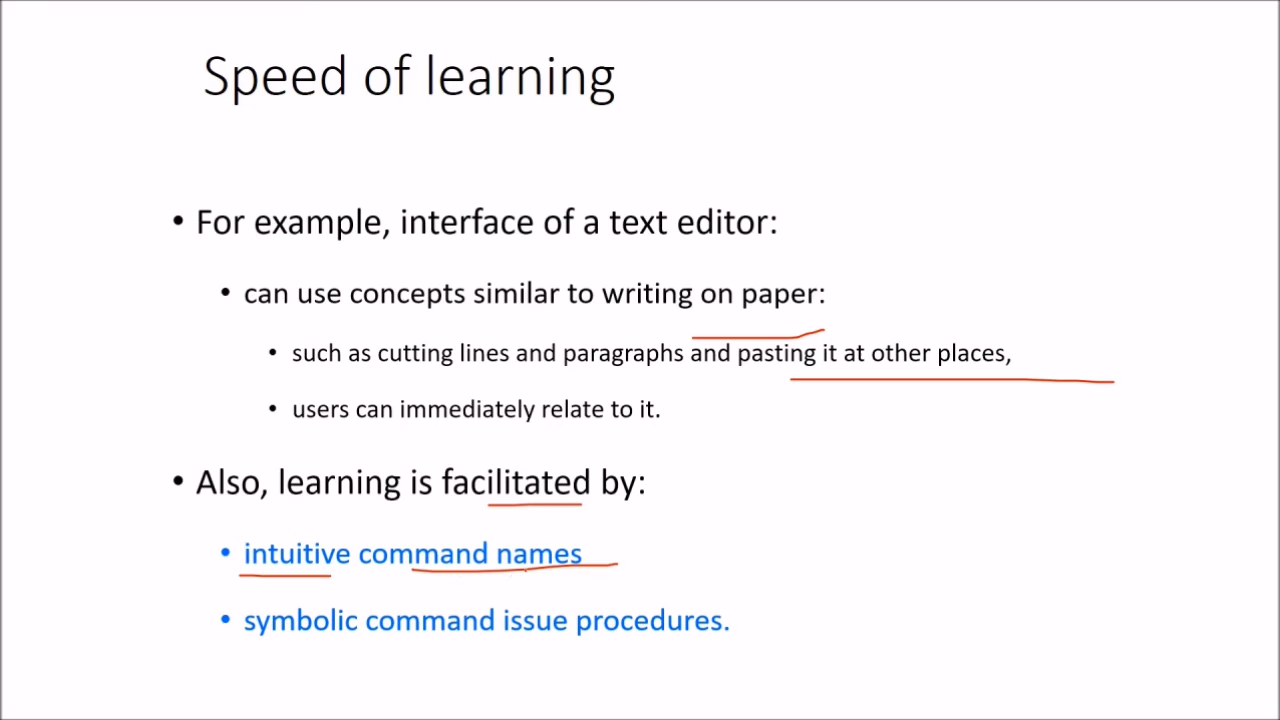 Speed of learning
• For example, interface of a text editor:
• can use concepts similar to writing on paper:
• such as cutting lines and paragraphs and pasting it at other places,
• users can immediately relate to it.
• Also, learning is facilitated by:
• intuitive command names
• symbolic command issue procedures.